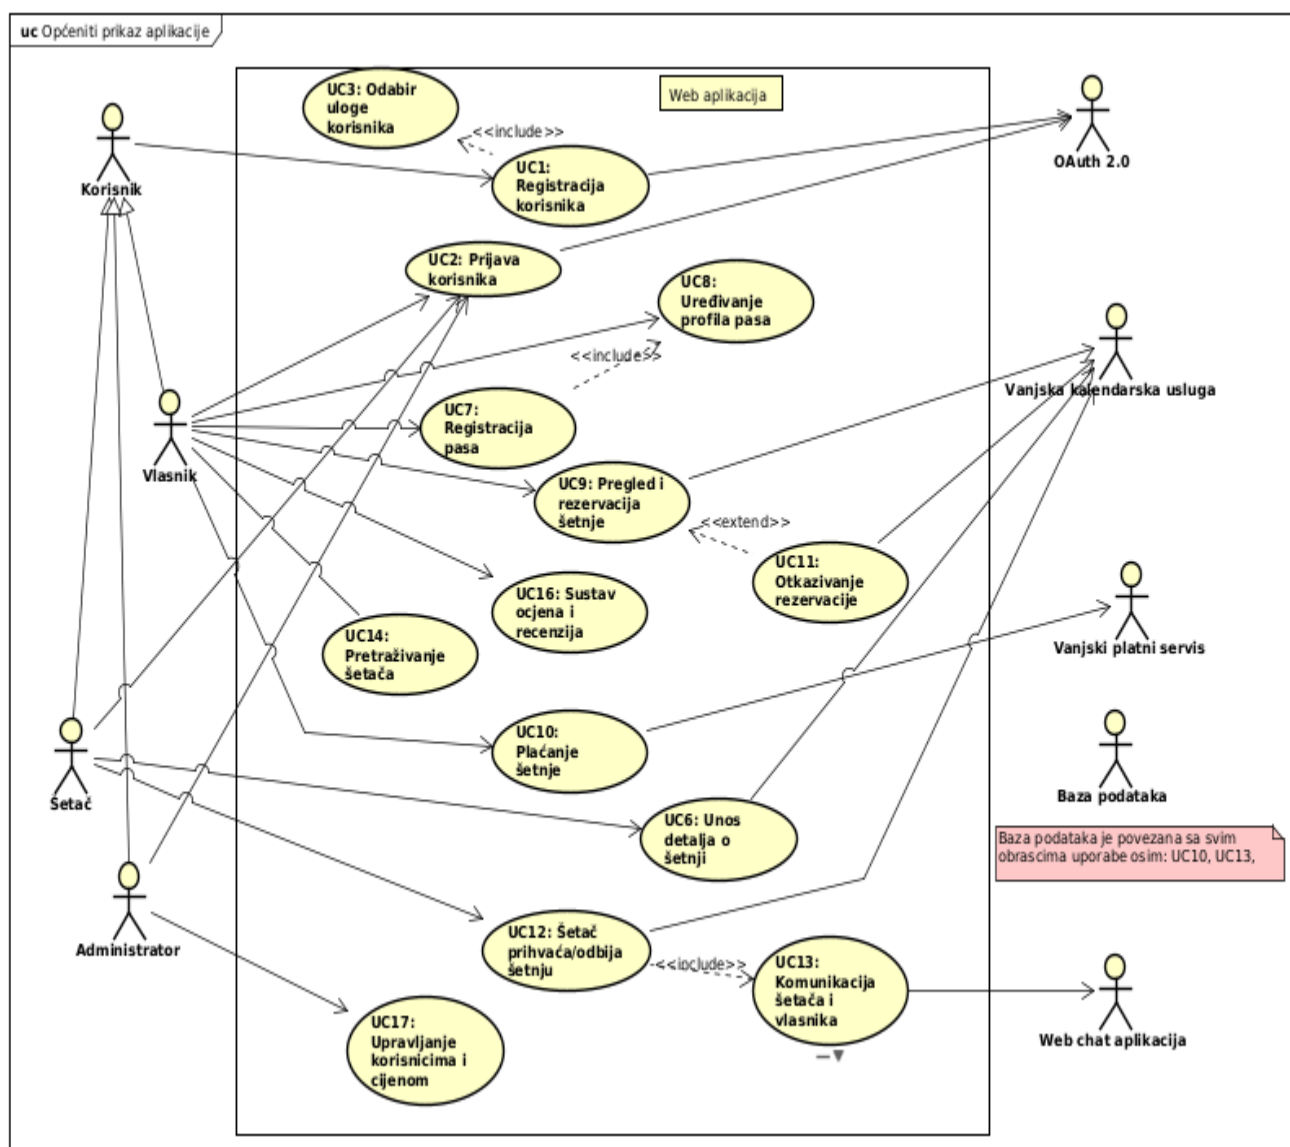 uc Općeniti prikaz aplikacije
Web aplikacija
UC3: Odabir
uloge
korisnika
<<include>>
UC1:
Registracija
korisnika
Korisnik
OAuth 2.0
UC2: Prijava
korisnika
UC8:
Uređivanje
profila pasa
<<include>>
Vanjska kalendarska usluga
UC7:
Registracija
pasa
Vlasnik
UC9: Pregled i
rezervacija
šetnje
<<extend>>
UC11:
Otkazivanje
rezervacije
UC16: Sustav
ocjena i
recenzija
UC14:
Pretraživanje
šetača
Vanjski platni servis
UC10:
Plaćanje
šetnje
Šetač
Baza podataka
UC6: Unos
detalja o
šetnji
Baza podataka je povezana sa svim
obrascima uporabe osim: UC10, UC13,
Administrator
UC12: Šetač
prihvaća/odbija
šetnju
<<include>>
UC13:
Komunikacija
šetača i
vlasnika
Web chat aplikacija
UC17:
Upravljanje
korisnicima i
cijenom